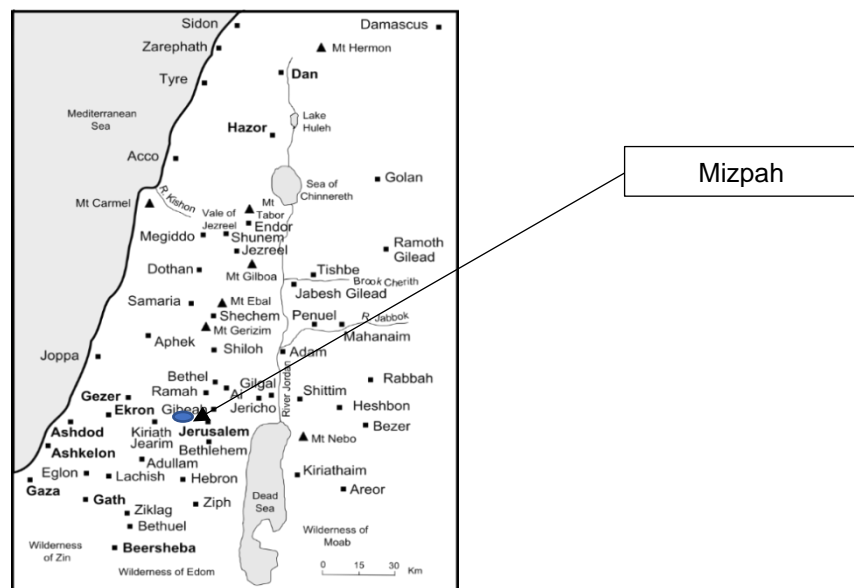 Sidon
Damascus
Zarephath
Mt Hermon
Dan
Tyre
Mediterranean
Sea
Lake
Huleh
Hazor
Acco
Golan
Sea of
Chinnereth
Mizpah
R. Kishon
Mt Carmel
Vale of
Jezreel
Mt
Tabor
Endor
Megiddo
Shunem
Jezreel
Ramoth
Gilead
Dothan
Mt Gilboa
Tishbe
Brook Cherith
Jabesh Gilead
Samaria
Mt Ebal
Shechem
Penuel
R. Jabbok
Mt Gerizim
Mahanaim
Aphek
Shiloh
Adam
Joppa
Bethel
Gilgal
Rabbah
Ramah
Ai
Shittim
Gezer
River Jordan
Ekron
Gibeah
Jericho
Heshbon
Ashdod
Kiriath
Jearim
Jerusalem
Bezer
Mt Nebo
Ashkelon
Bethlehem
Adullam
Eglon
Lachish
Hebron
Kiriathaim
Gaza
Areor
Gath
Ziklag
Ziph
Dead
Sea
Bethuel
Wilderness
of Zin
Wilderness of
Moab
Beersheba
Wilderness of Edom
0 15 30
Km